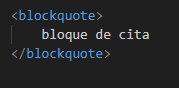 <blockquote>
    bloque de cita
</blockquote>